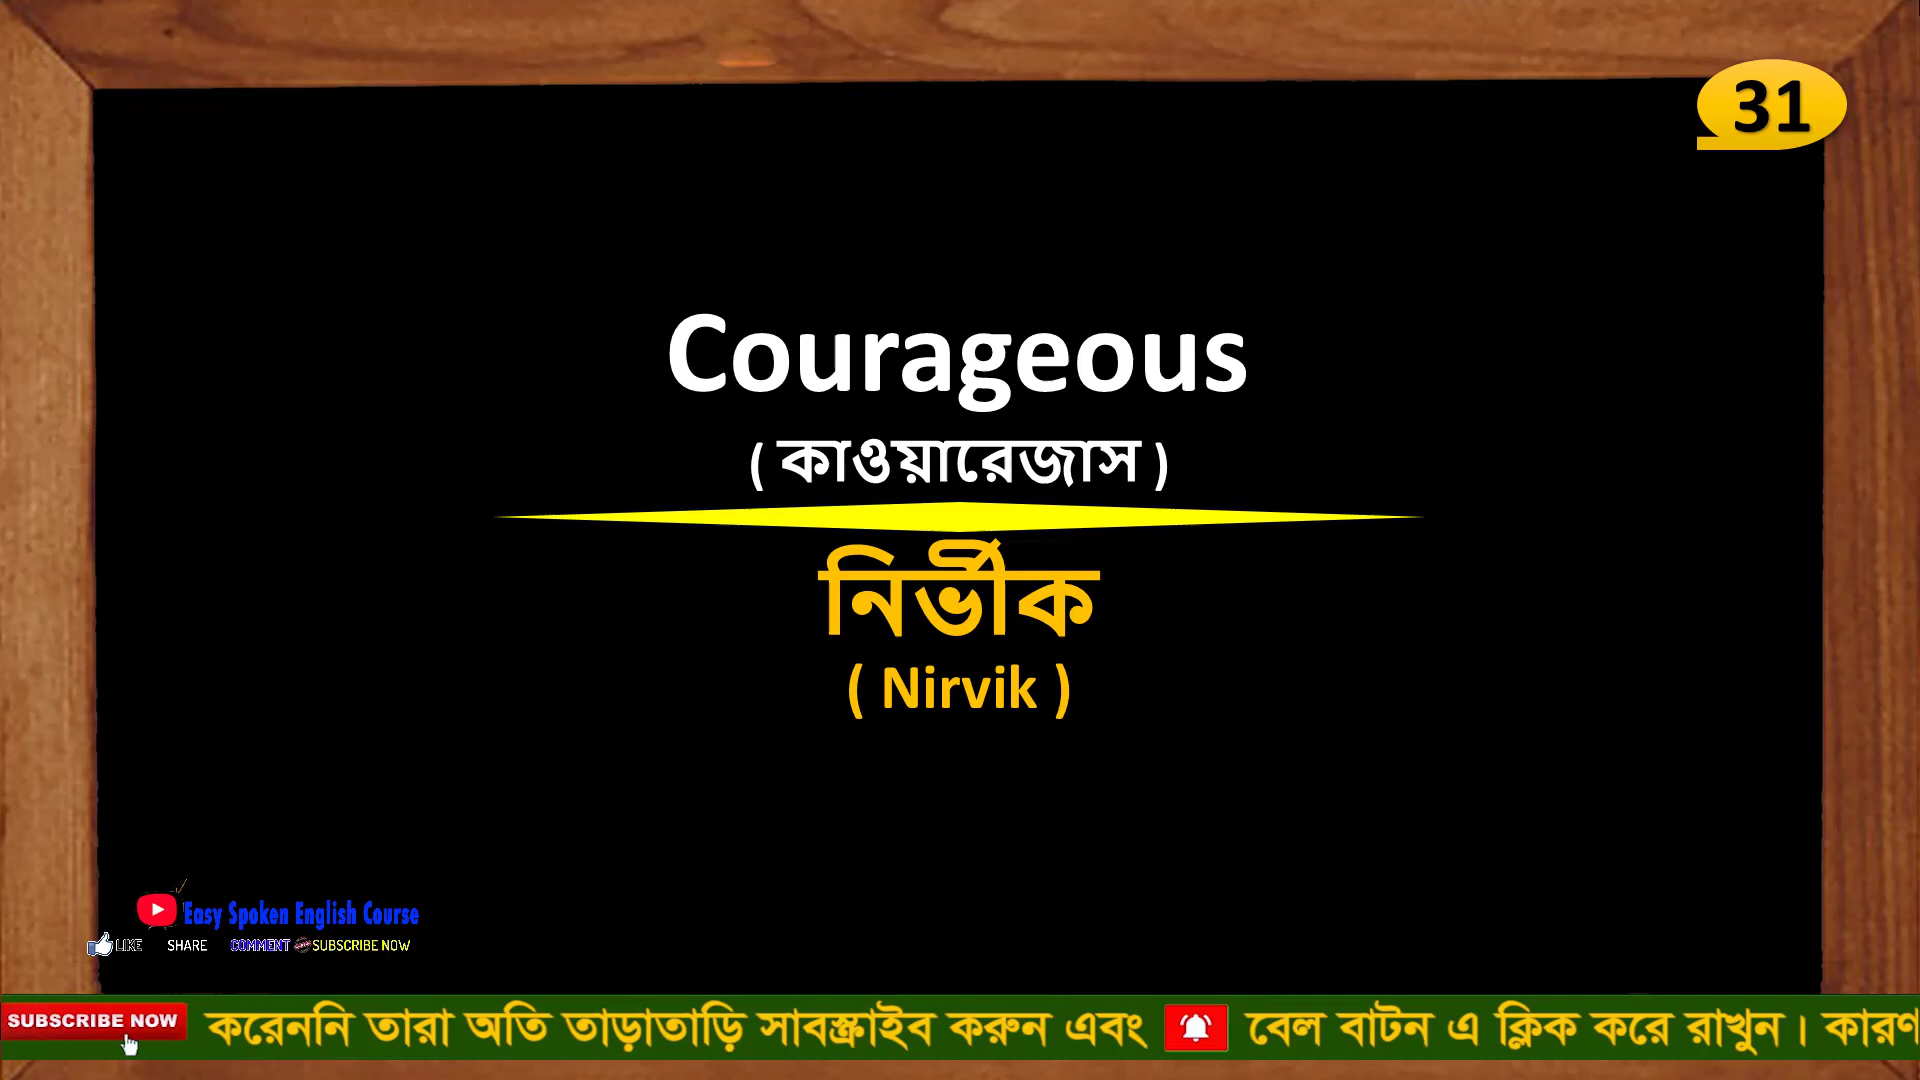 31
Courageous
( কাওয়ারেজাস )
নির্ভীক
( Nirvik )
Easy Spoken English Course
LIKE SHARE COMMENT SUBSCRIBE NOW
SUBSCRIBE NOW করেননি তারা অতি তাড়াতাড়ি সাবস্ক্রাইব করুন এবং বেল বাটন এ ক্লিক করে রাখুন। কারণ